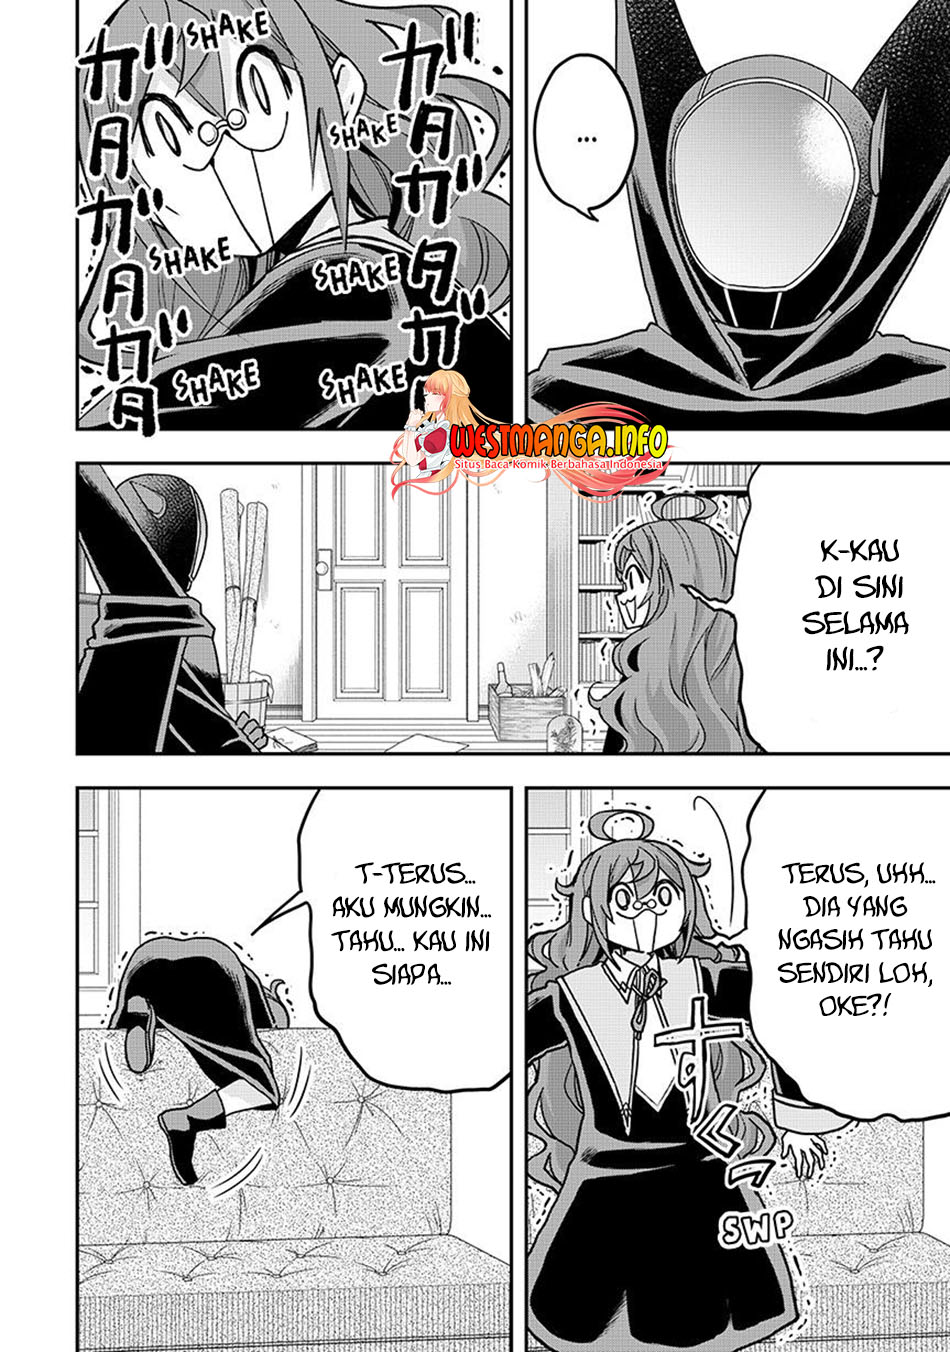 ...
SHAKE
SHAKE
SHAKE
SHAKE
SHAKE
SHAKE
ガタガタガタ
ガタガタ
WESTMANGA.INFO
Situs Baca Komik Berbahasa Indonesia
K-KAU
DI SINI
SELAMA
INI...?
TERUS, UHH...
DIA YANG
NGASIH TAHU
SENDIRI LOH,
OKE?!
すくっ
SWP
T-TERUS...
AKU MUNGKIN...
TAHU... KAU INI
SIAPA...